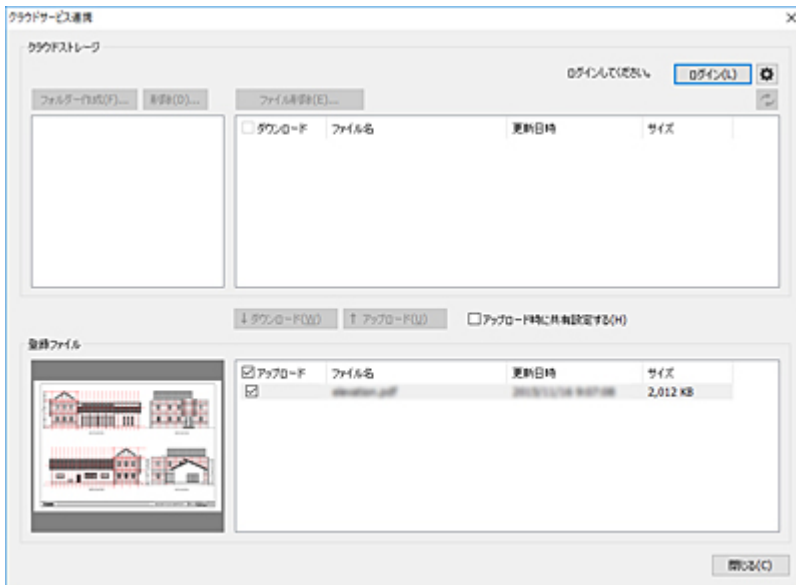 クラウドサービス連携
クラウドストレージ
ログインしてください。 ログイン(L)
フォルダー作成(F)... 削除(D)... ファイル削除(E)...
ダウンロード ファイル名 更新日時 サイズ
↓ダウンロード(W) ↑アップロード(U) アップロード時に共有設定する(H)
登録ファイル
アップロード ファイル名 更新日時 サイズ
elevation.pdf 2,012 KB
閉じる(C)